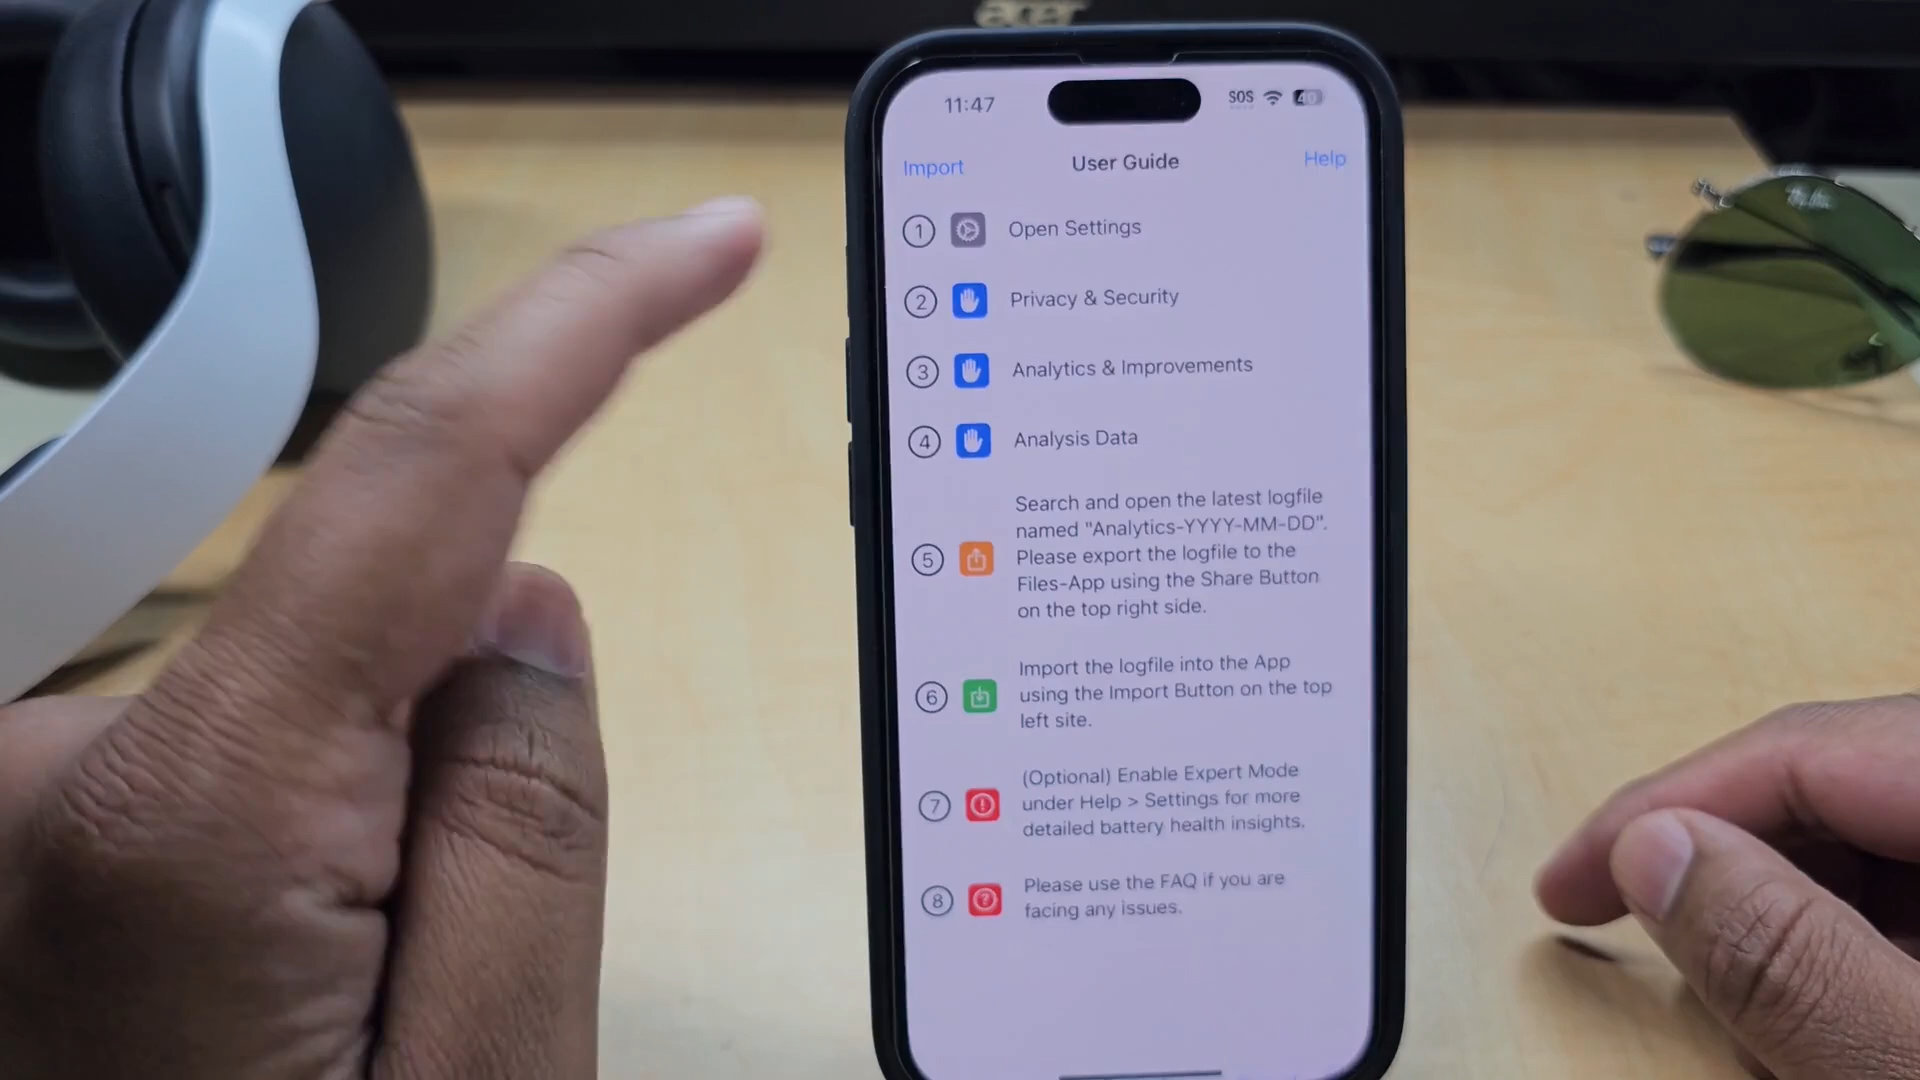 acer
11:47
SOS
40
Import
User Guide
Help
1
Open Settings
2
Privacy & Security
3
Analytics & Improvements
4
Analysis Data
5
Search and open the latest logfile
named "Analytics-YYYY-MM-DD".
Please export the logfile to the
Files-App using the Share Button
on the top right side.
6
Import the logfile into the App
using the Import Button on the top
left site.
7
(Optional) Enable Expert Mode
under Help > Settings for more
detailed battery health insights.
8
Please use the FAQ if you are
facing any issues.
Ray-Ban